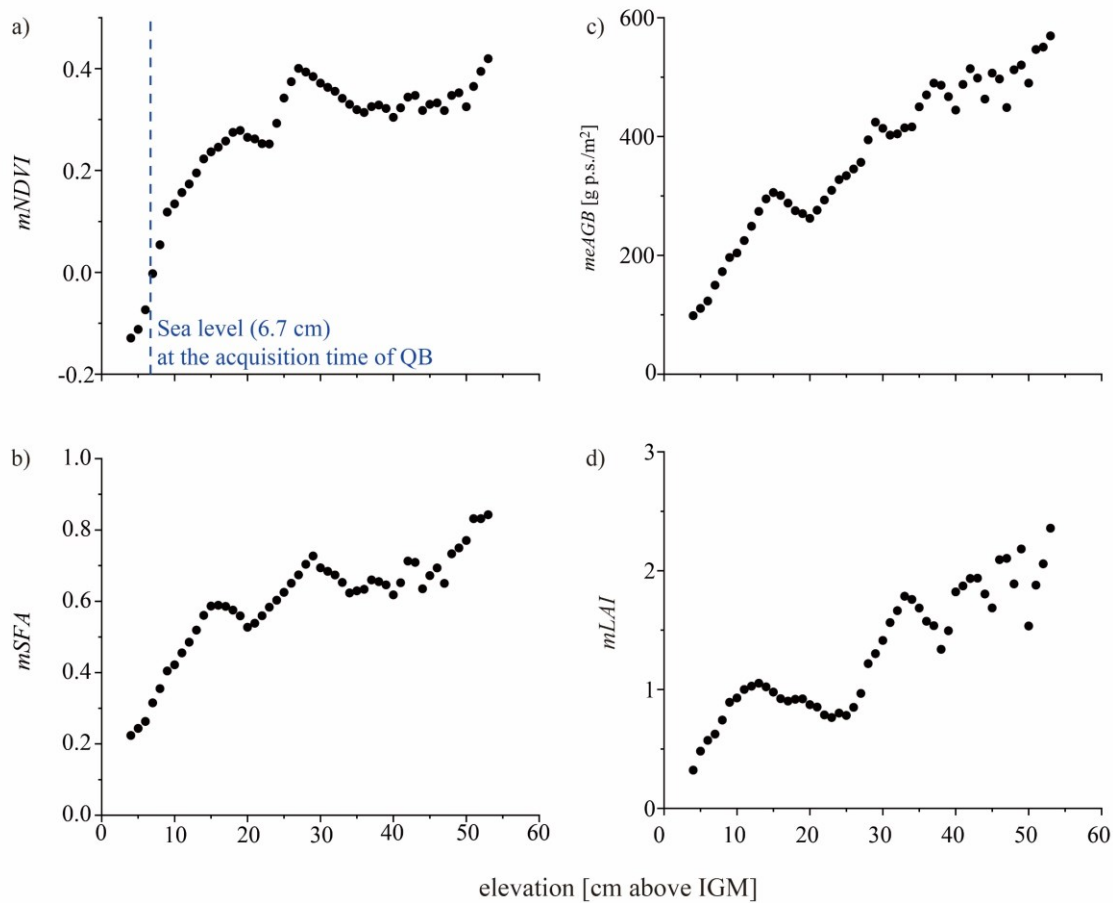 a)
0.4
0.2
0.0
-0.2
mNDVI
Sea level (6.7 cm)
at the acquisition time of QB
c)
600
400
200
0
meAGB [g p.s./m²]
b)
1.0
0.8
0.6
0.4
0.2
0.0
mSFA
0 10 20 30 40 50 60
d)
3
2
1
0
mLAI
0 10 20 30 40 50 60
elevation [cm above IGM]